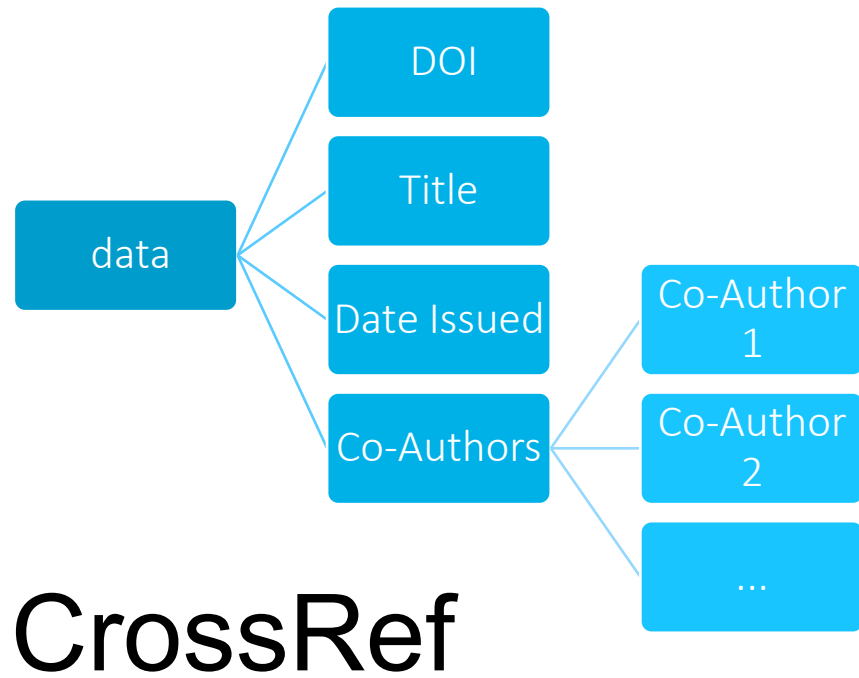 data
DOI
Title
Date Issued
Co-Authors
Co-Author
1
Co-Author
2
...
CrossRef